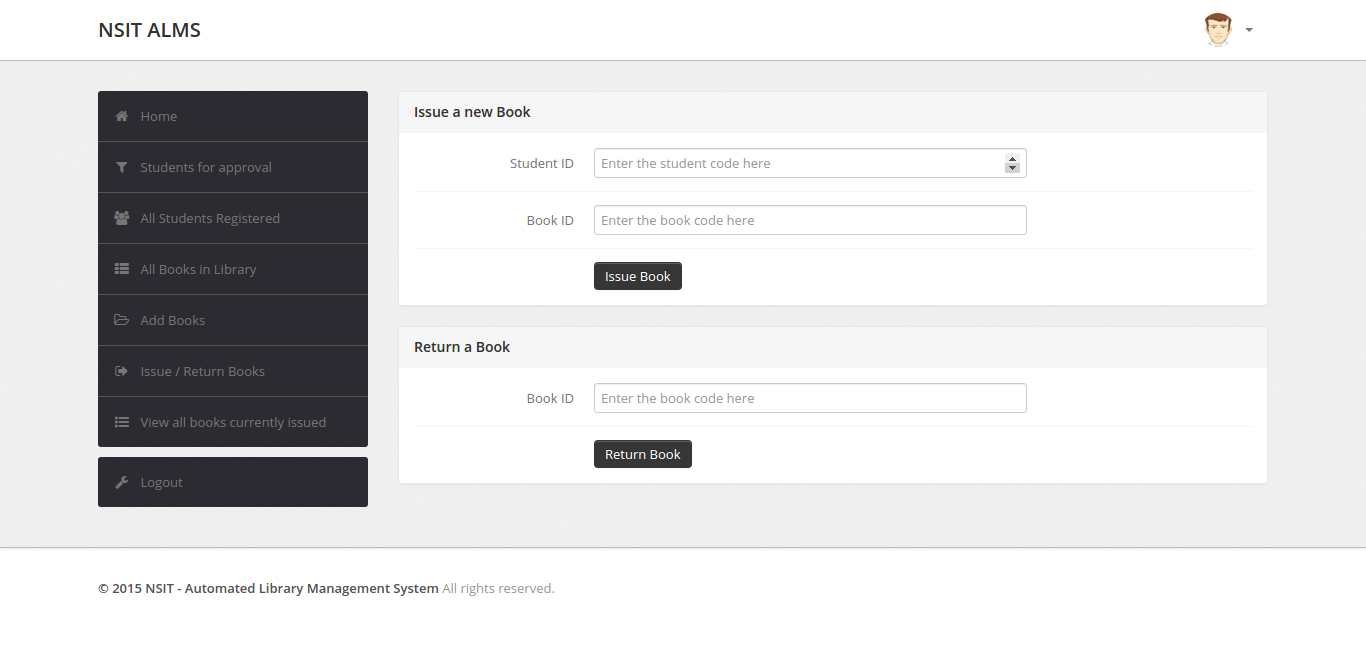 NSIT ALMS
Home
Students for approval
All Students Registered
All Books in Library
Add Books
Issue / Return Books
View all books currently issued
Logout
Issue a new Book
Student ID Enter the student code here
Book ID Enter the book code here
Issue Book
Return a Book
Book ID Enter the book code here
Return Book
© 2015 NSIT - Automated Library Management System All rights reserved.